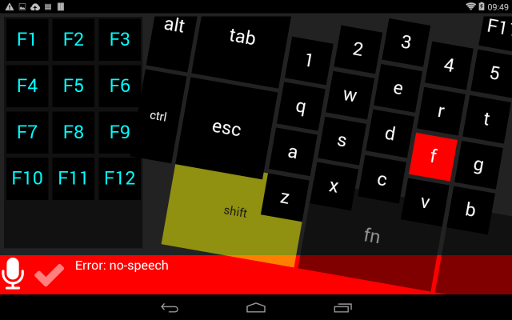 09:49
F1 F2 F3
F4 F5 F6
F7 F8 F9
F10 F11 F12
alt tab 1 2 3 4 5
ctrl esc q w e r t
a s d f g
shift z x c v b
fn
Error: no-speech